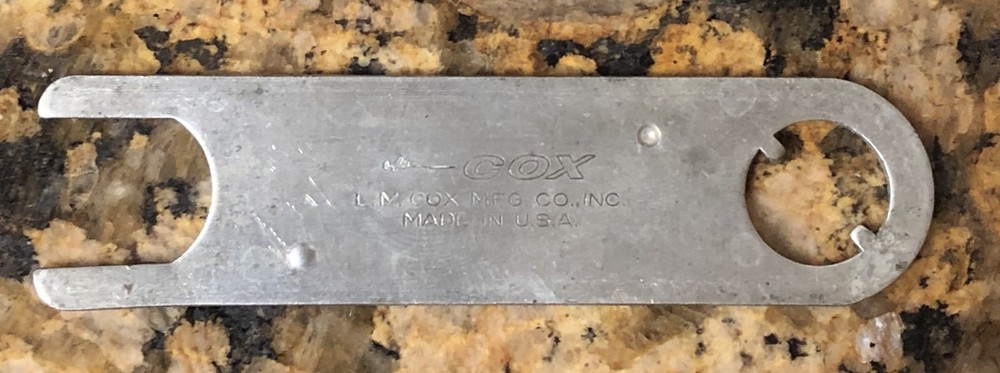 COX
L. M. COX MFG. CO., INC.
MADE IN U.S.A.